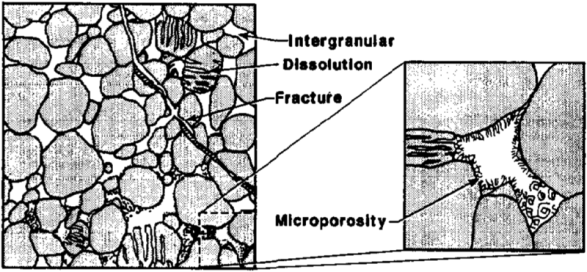 Intergranular
Dissolution
Fracture
Microporosity